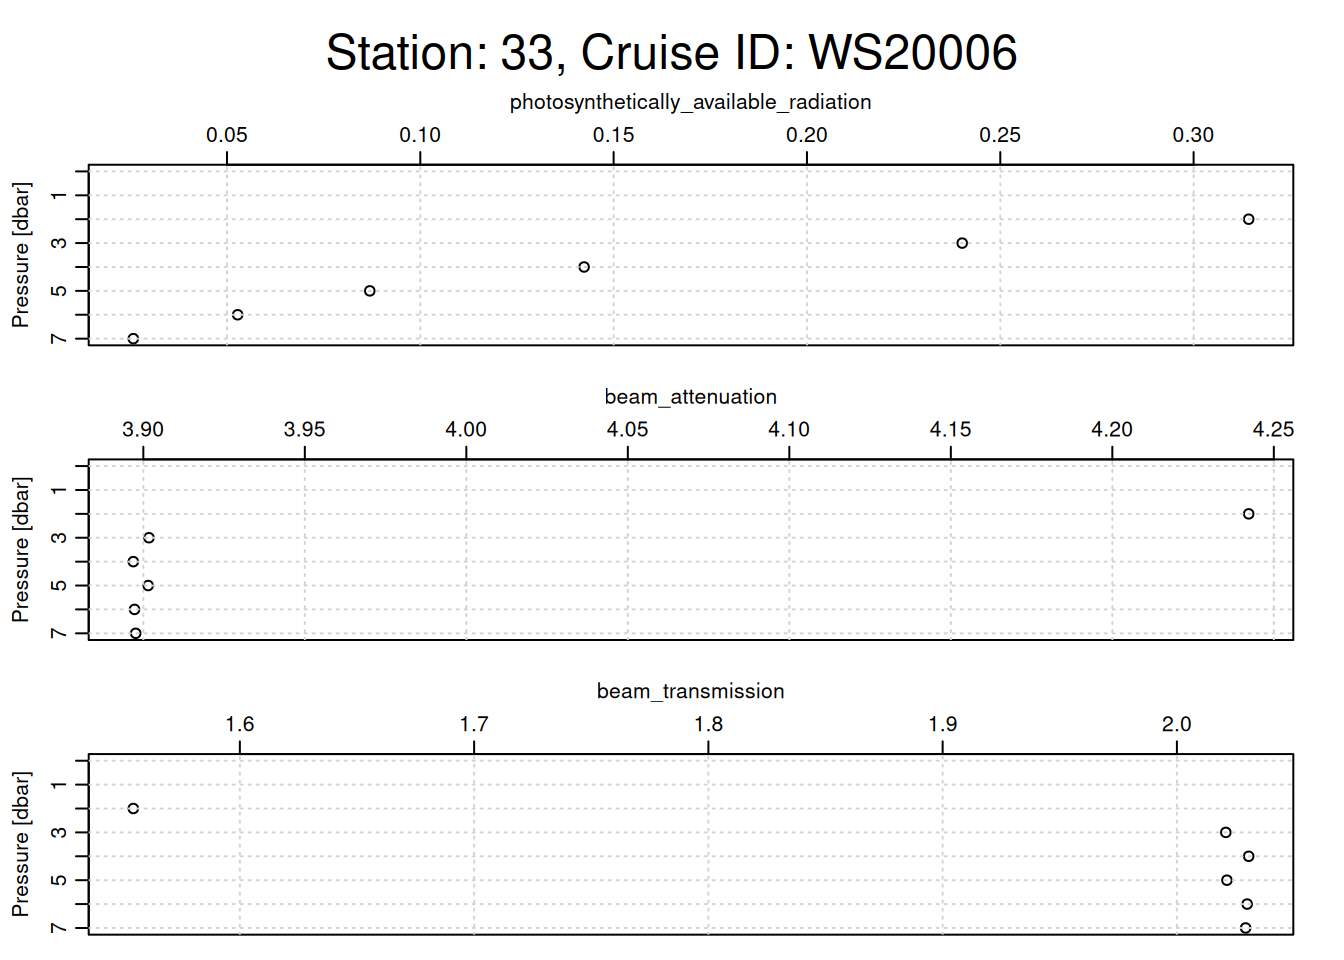 Station: 33, Cruise ID: WS20006
photosynthetically_available_radiation
0.05 0.10 0.15 0.20 0.25 0.30
Pressure [dbar]
1
3
5
7
beam_attenuation
3.90 3.95 4.00 4.05 4.10 4.15 4.20 4.25
Pressure [dbar]
1
3
5
7
beam_transmission
1.6 1.7 1.8 1.9 2.0
Pressure [dbar]
1
3
5
7